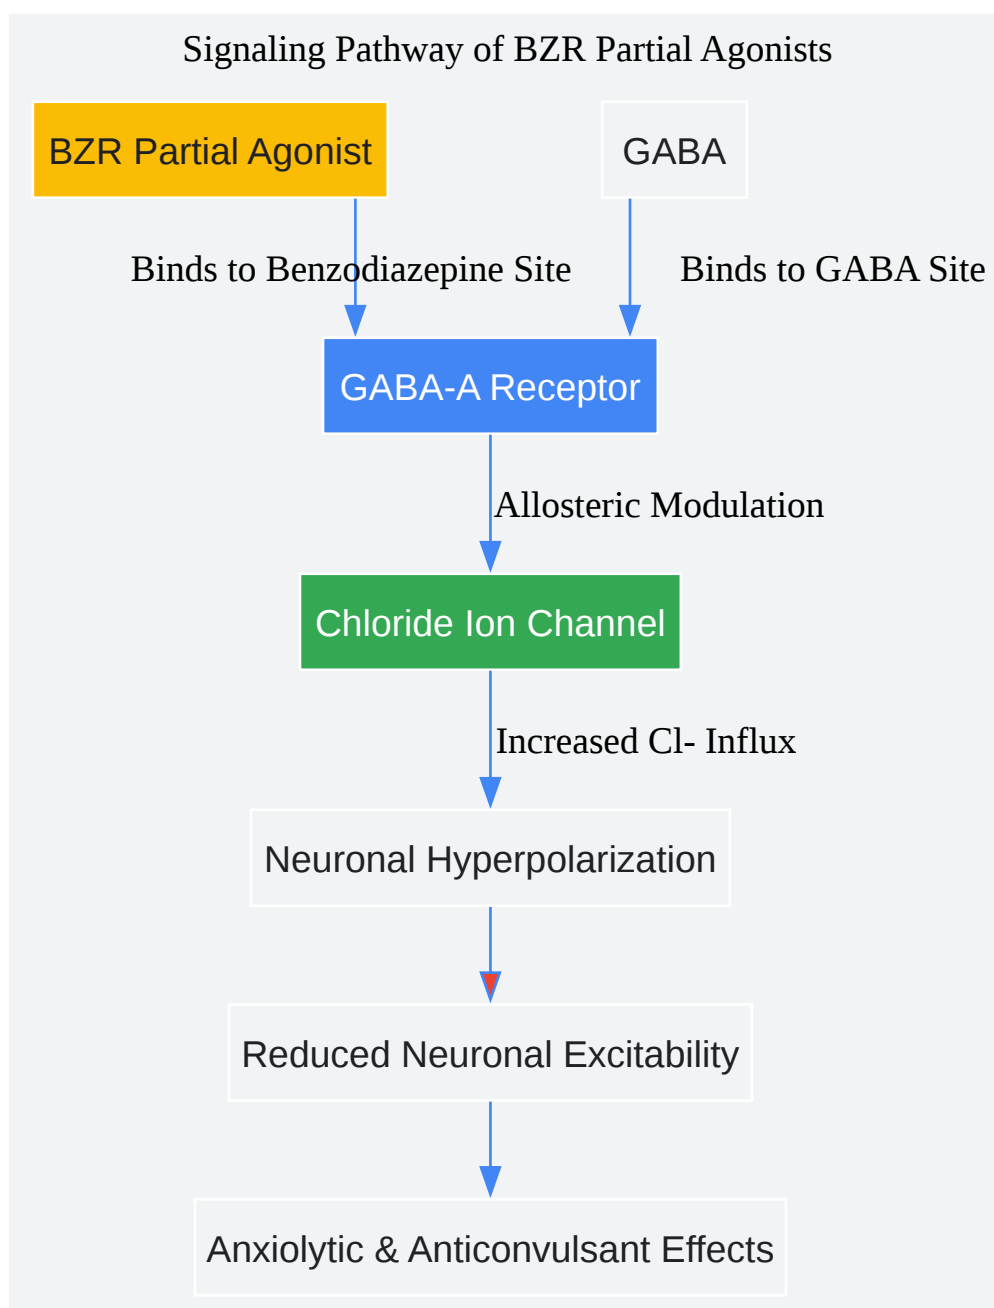 Signaling Pathway of BZR Partial Agonists
BZR Partial Agonist
GABA
Binds to Benzodiazepine Site
Binds to GABA Site
GABA-A Receptor
Allosteric Modulation
Chloride Ion Channel
Increased Cl- Influx
Neuronal Hyperpolarization
Reduced Neuronal Excitability
Anxiolytic & Anticonvulsant Effects